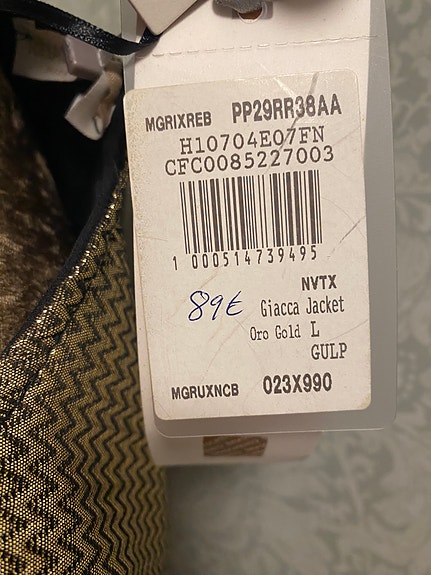 MGRIXREB PP29RR38AA
H10704E07FN
CFC0085227003
1 000514739495
NVTX
89€ Giacca Jacket
Oro Gold L
GULP
MGRUXNCB 023X990